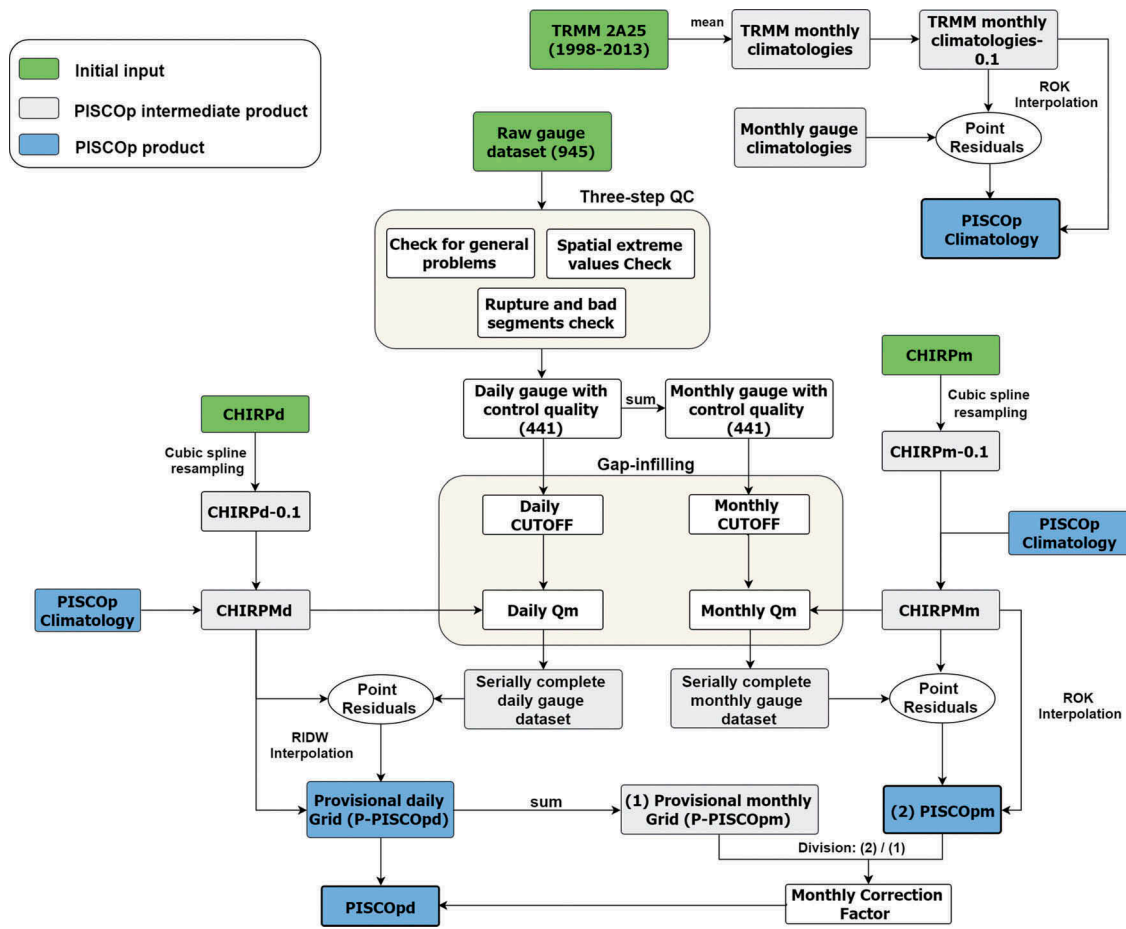 Initial input
PISCOp intermediate product
PISCOp product
TRMM 2A25
(1998-2013)
mean
TRMM monthly
climatologies
TRMM monthly
climatologies-
0.1
ROK
Interpolation
Monthly gauge
climatologies
Point
Residuals
PISCOp
Climatology
Raw gauge
dataset (945)
Three-step QC
Check for general
problems
Spatial extreme
values Check
Rupture and bad
segments check
Daily gauge with
control quality
(441)
sum
Monthly gauge with
control quality
(441)
CHIRPm
Cubic spline
resampling
CHIRPm-0.1
CHIRPd
Cubic spline
resampling
CHIRPd-0.1
Gap-infilling
Daily
CUTOFF
Monthly
CUTOFF
PISCOp
Climatology
PISCOp
Climatology
CHIRPMd
Daily Qm
Monthly Qm
CHIRPMm
Point
Residuals
Serially complete
daily gauge
dataset
Serially complete
monthly gauge
dataset
Point
Residuals
ROK
Interpolation
RIDW
Interpolation
Provisional daily
Grid (P-PISCOpd)
sum
(1) Provisional monthly
Grid (P-PISCOpm)
(2) PISCOpm
Division: (2) / (1)
PISCOpd
Monthly Correction
Factor